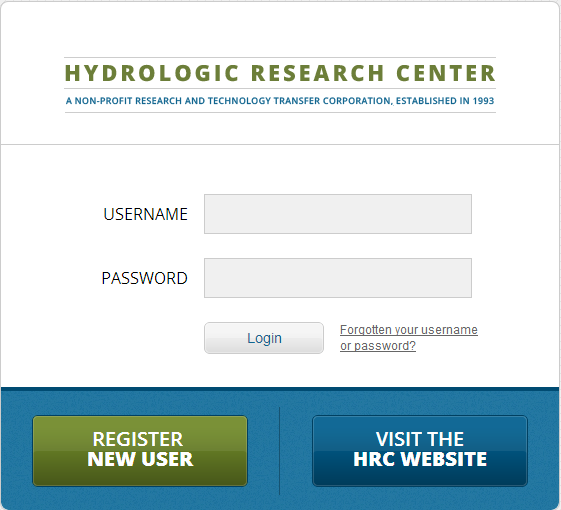 HYDROLOGIC RESEARCH CENTER
A NON-PROFIT RESEARCH AND TECHNOLOGY TRANSFER CORPORATION, ESTABLISHED IN 1993
USERNAME
PASSWORD
Login
Forgotten your username
or password?
REGISTER
NEW USER
VISIT THE
HRC WEBSITE